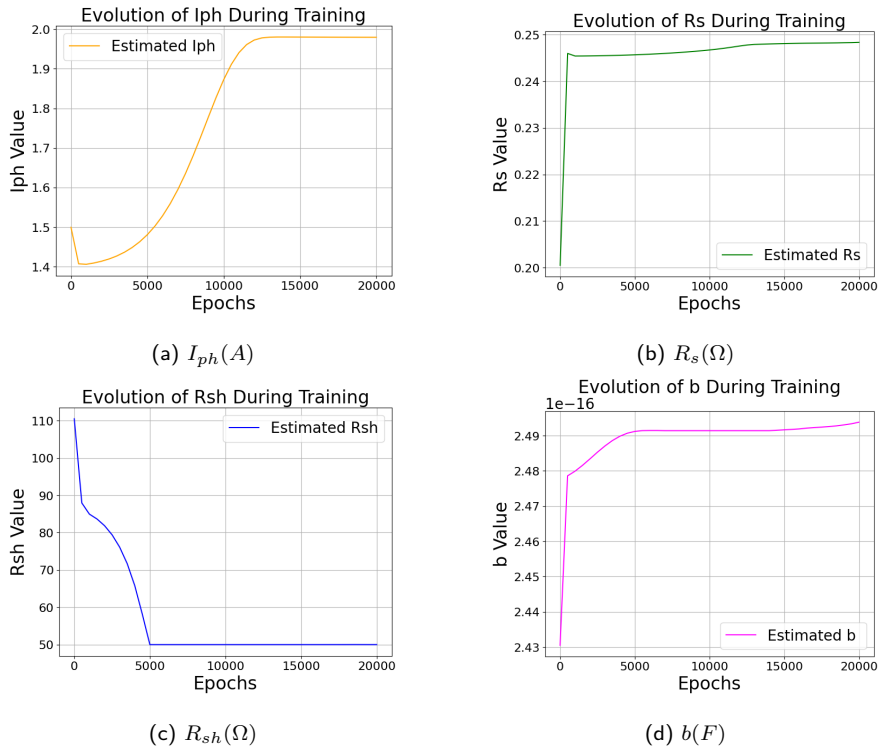 Evolution of Iph During Training
Estimated Iph
2.0
1.9
1.8
1.7
1.6
1.5
1.4
Iph Value
0 5000 10000 15000 20000
Epochs
(a) I_{ph}(A)
Evolution of Rs During Training
0.25
0.24
0.23
0.22
0.21
0.20
Rs Value
Estimated Rs
0 5000 10000 15000 20000
Epochs
(b) R_s(Ω)
Evolution of Rsh During Training
Estimated Rsh
110
100
90
80
70
60
50
Rsh Value
0 5000 10000 15000 20000
Epochs
(c) R_{sh}(Ω)
Evolution of b During Training
1e−16
2.49
2.48
2.47
2.46
2.45
2.44
2.43
b Value
Estimated b
0 5000 10000 15000 20000
Epochs
(d) b(F)